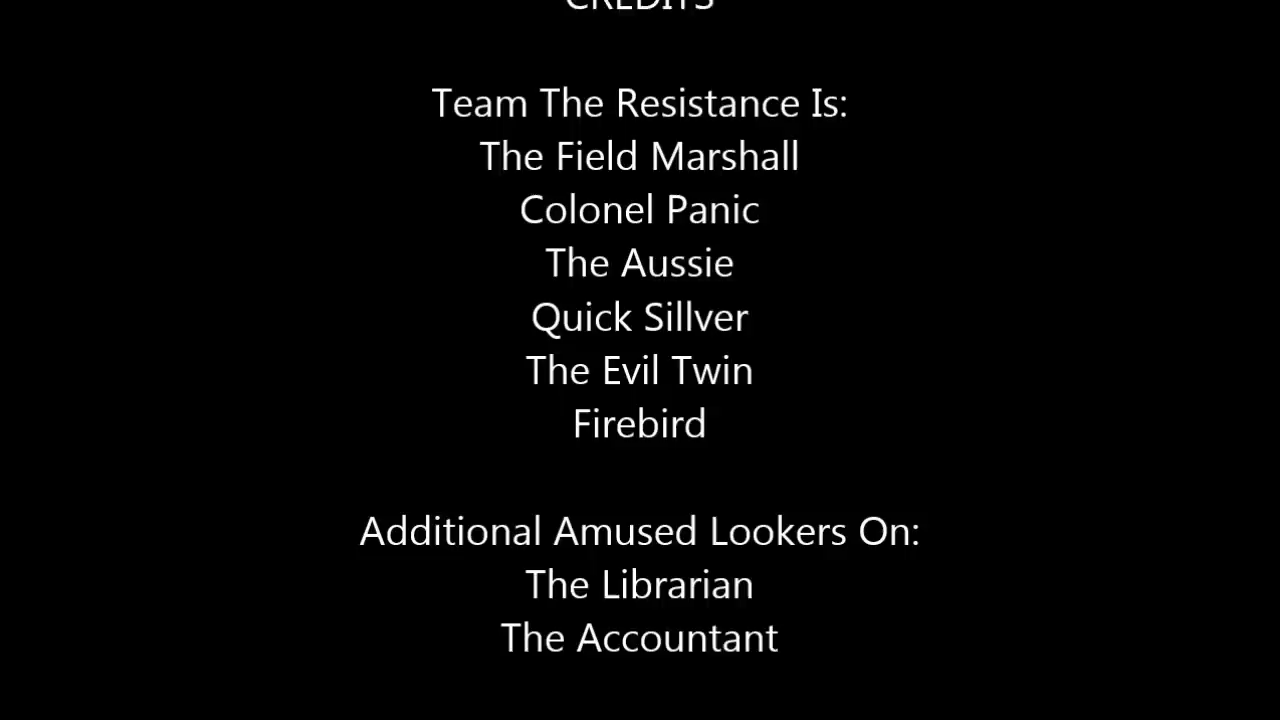 CREDITS
Team The Resistance Is:
The Field Marshall
Colonel Panic
The Aussie
Quick Sillver
The Evil Twin
Firebird
Additional Amused Lookers On:
The Librarian
The Accountant